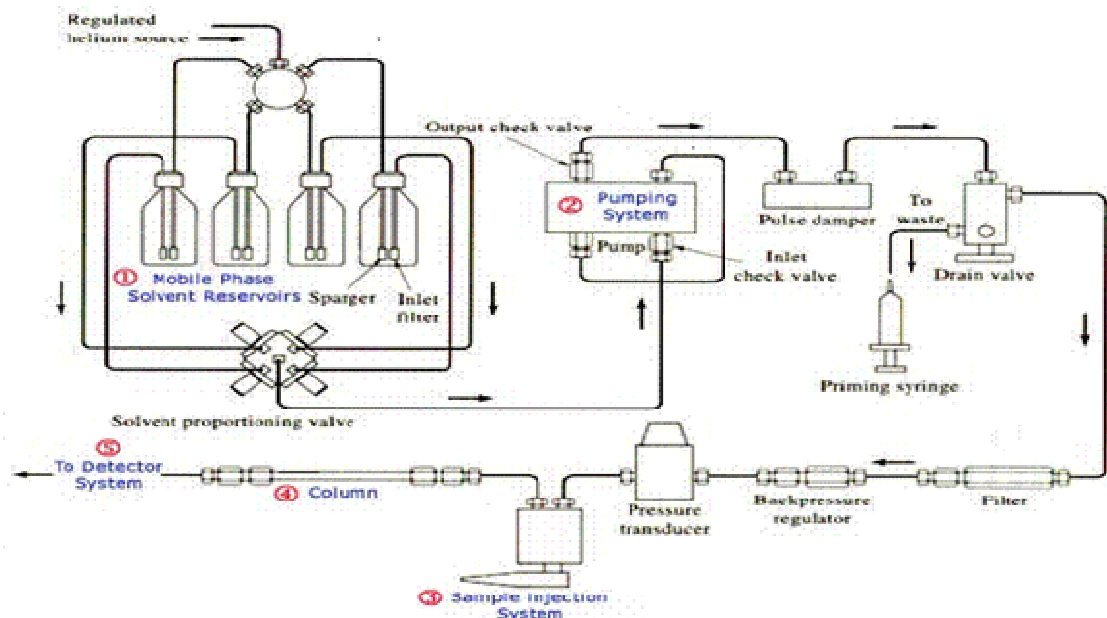 Regulated
helium source
Output check valve
② Pumping
System
Pump
Inlet
check valve
Pulse damper
To
waste
Drain valve
Priming syringe
① Mobile Phase
Solvent Reservoirs
Sparger
Inlet
filter
Solvent proportioning valve
⑤
To Detector
System
④ Column
Pressure
transducer
Backpressure
regulator
Filter
③ Sample Injection
System